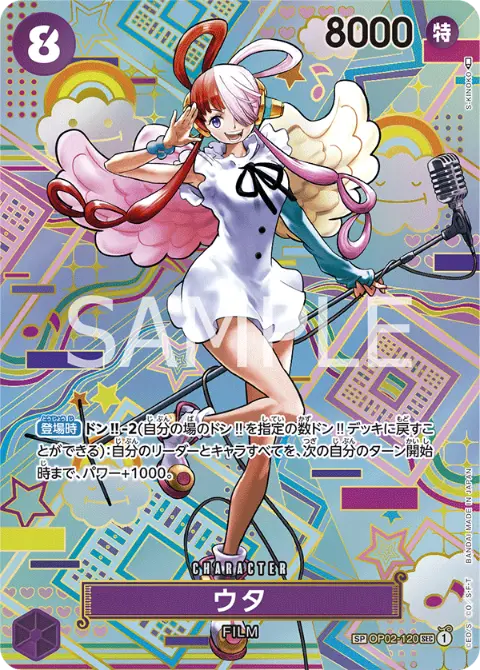 8
8000 特
S・KINOKO
SAMPLE
登場時 ドン!!-2(自分の場のドン!!を指定の数ドン!!デッキに戻すこ
とができる):自分のリーダーとキャラすべてを、次の自分のターン開始
時まで、パワー+1000。
CHARACTER
ウタ
FILM
SP OP02-120 SEC 1
BANDAI MADE IN JAPAN